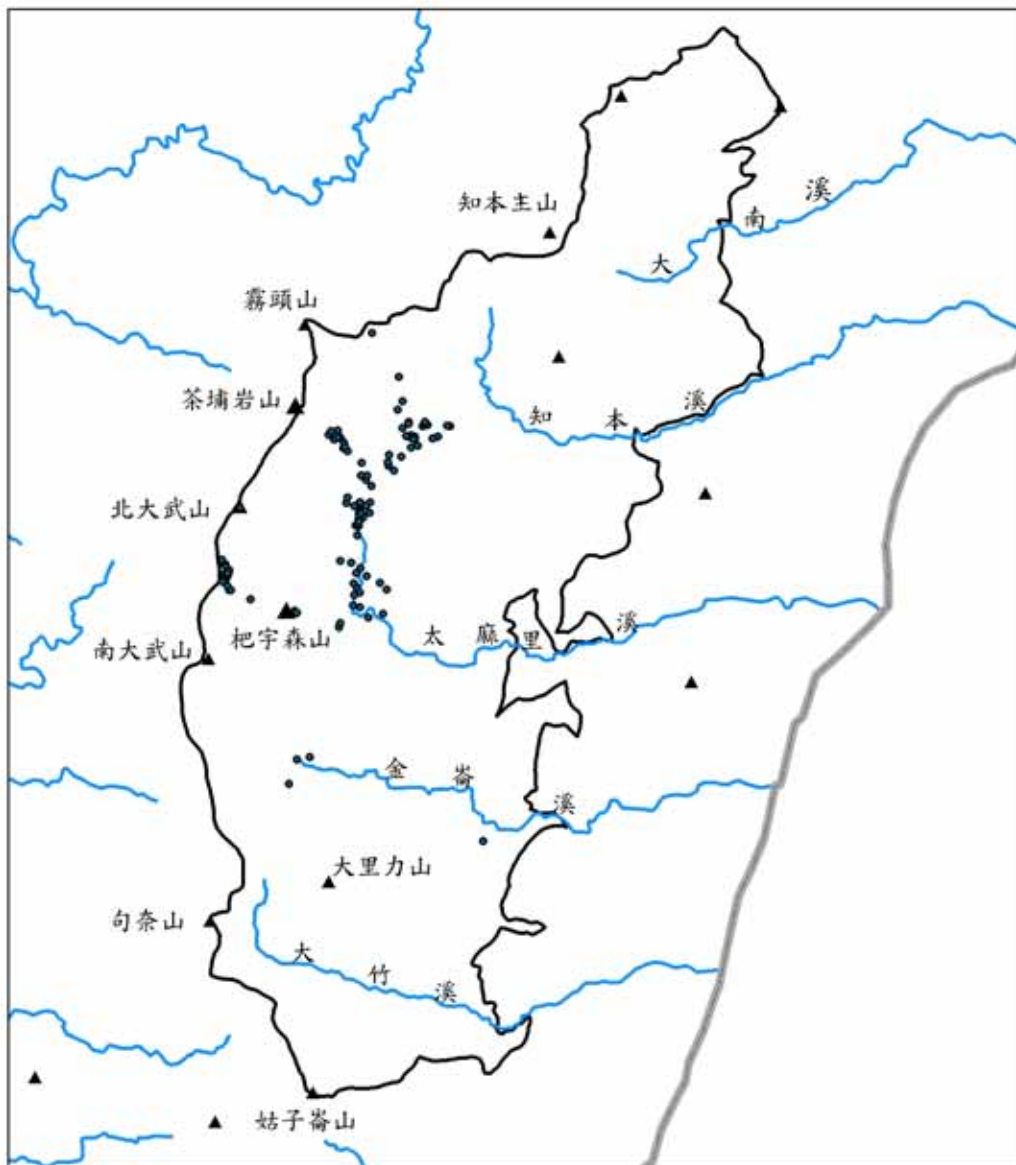 知本主山
大南溪
霧頭山
茶埔岩山
知本溪
北大武山
太麻里溪
杷宇森山
南大武山
金崙溪
大里力山
句奈山
大竹溪
姑子崙山